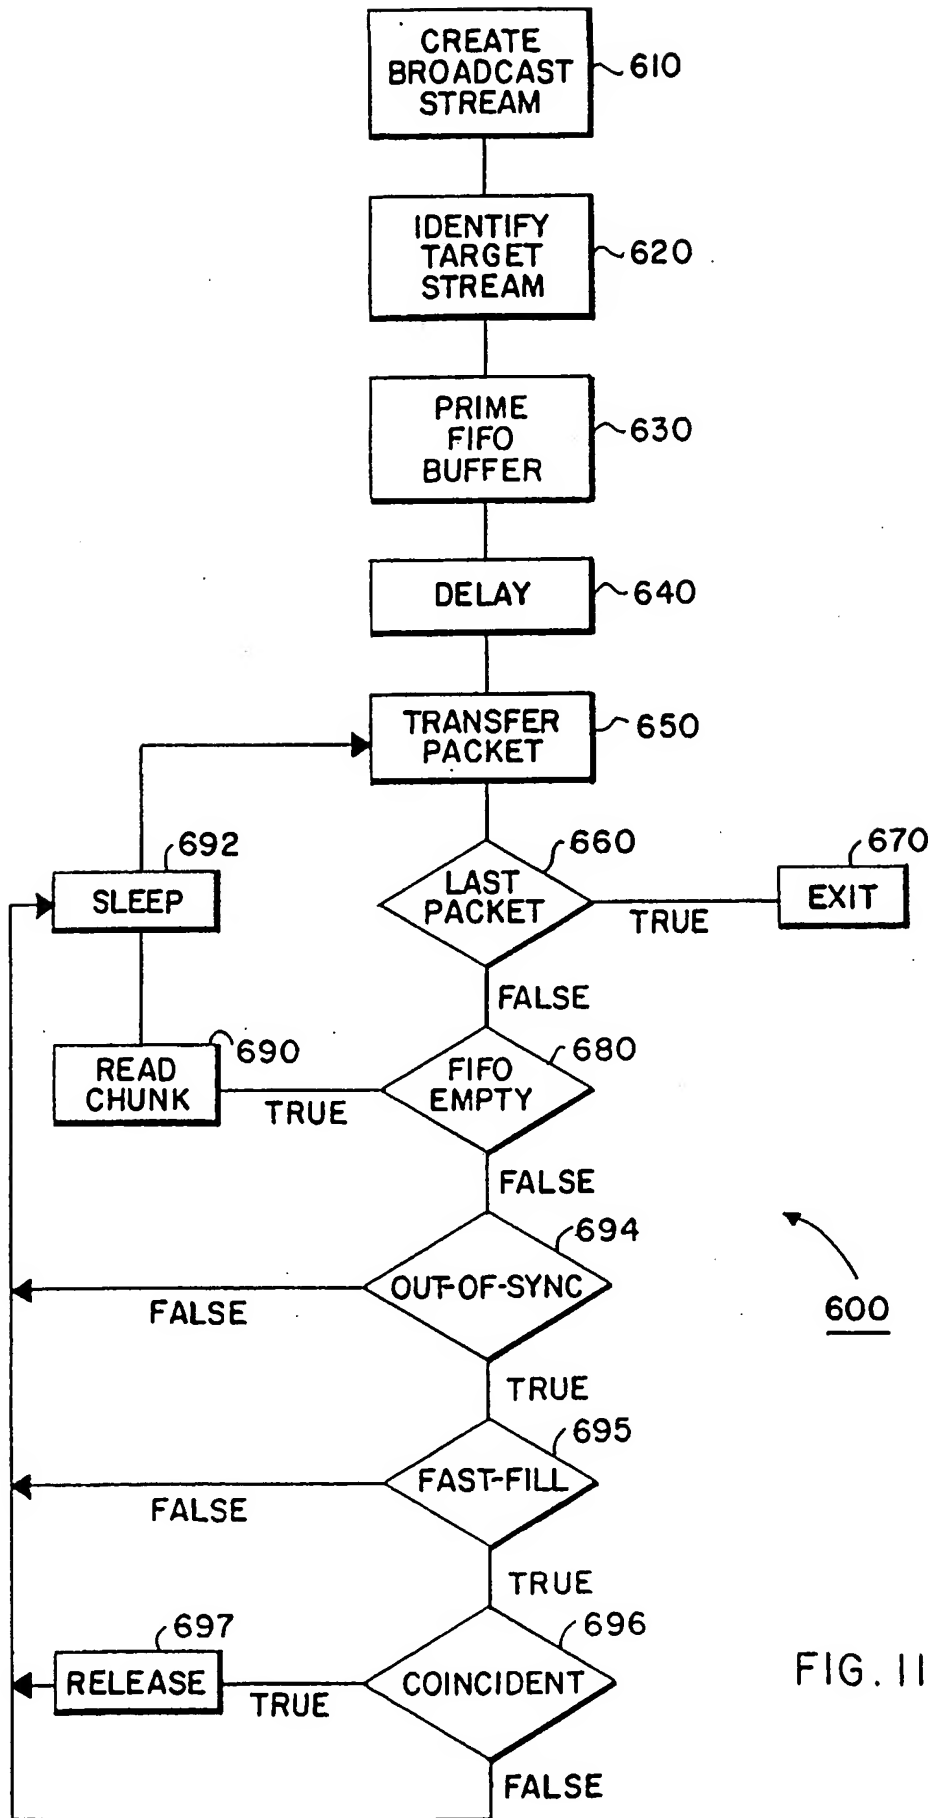 CREATE
BROADCAST
STREAM
610
IDENTIFY
TARGET
STREAM
620
PRIME
FIFO
BUFFER
630
DELAY
640
TRANSFER
PACKET
650
692
SLEEP
660
LAST
PACKET
TRUE
670
EXIT
FALSE
690
READ
CHUNK
TRUE
680
FIFO
EMPTY
FALSE
694
OUT-OF-SYNC
FALSE
600
TRUE
695
FAST-FILL
FALSE
TRUE
697
RELEASE
TRUE
696
COINCIDENT
FALSE
FIG. 11